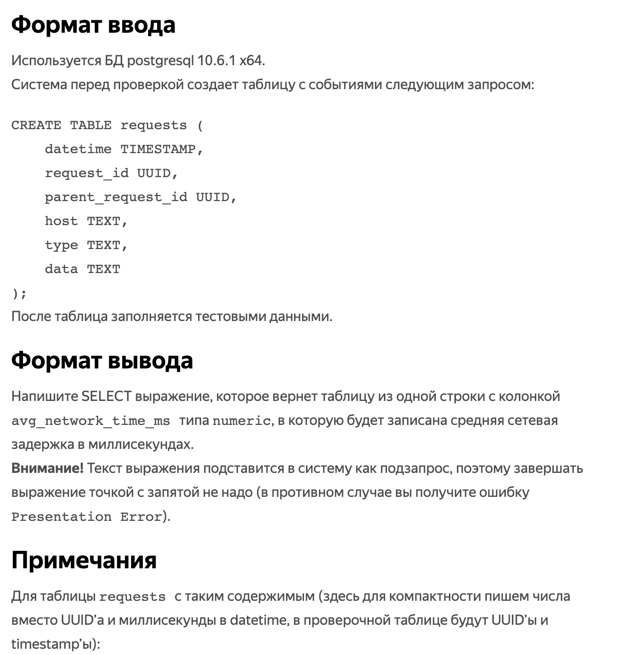 Формат ввода
Используется БД postgresql 10.6.1 x64.
Система перед проверкой создает таблицу с событиями следующим запросом:
CREATE TABLE requests (
    datetime TIMESTAMP,
    request_id UUID,
    parent_request_id UUID,
    host TEXT,
    type TEXT,
    data TEXT
);
После таблица заполняется тестовыми данными.
Формат вывода
Напишите SELECT выражение, которое вернет таблицу из одной строки с колонкой
avg_network_time_ms типа numeric, в которую будет записана средняя сетевая
задержка в миллисекундах.
Внимание! Текст выражения подставится в систему как подзапрос, поэтому завершать
выражение точкой с запятой не надо (в противном случае вы получите ошибку
Presentation Error).
Примечания
Для таблицы requests с таким содержимым (здесь для компактности пишем числа
вместо UUID’а и миллисекунды в datetime, в проверочной таблице будут UUID’ы и
timestamp’ы):